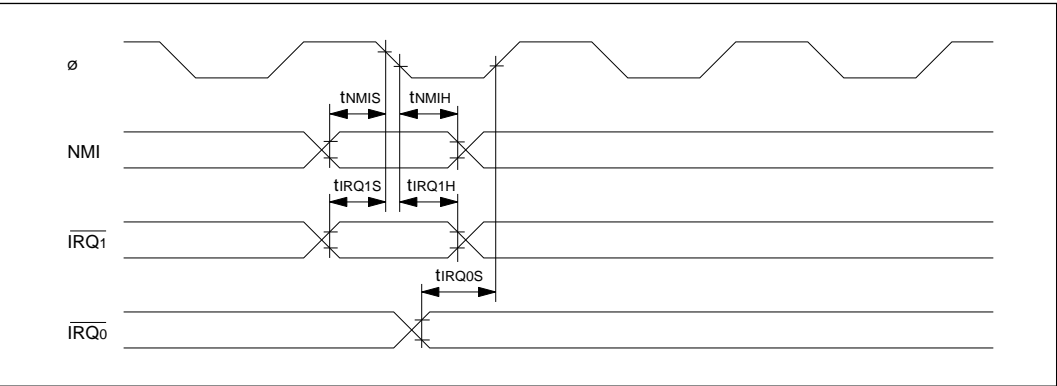 ø
tNMIS tNMIH
NMI
tIRQ1S tIRQ1H
IRQ1
tIRQ0S
IRQ0